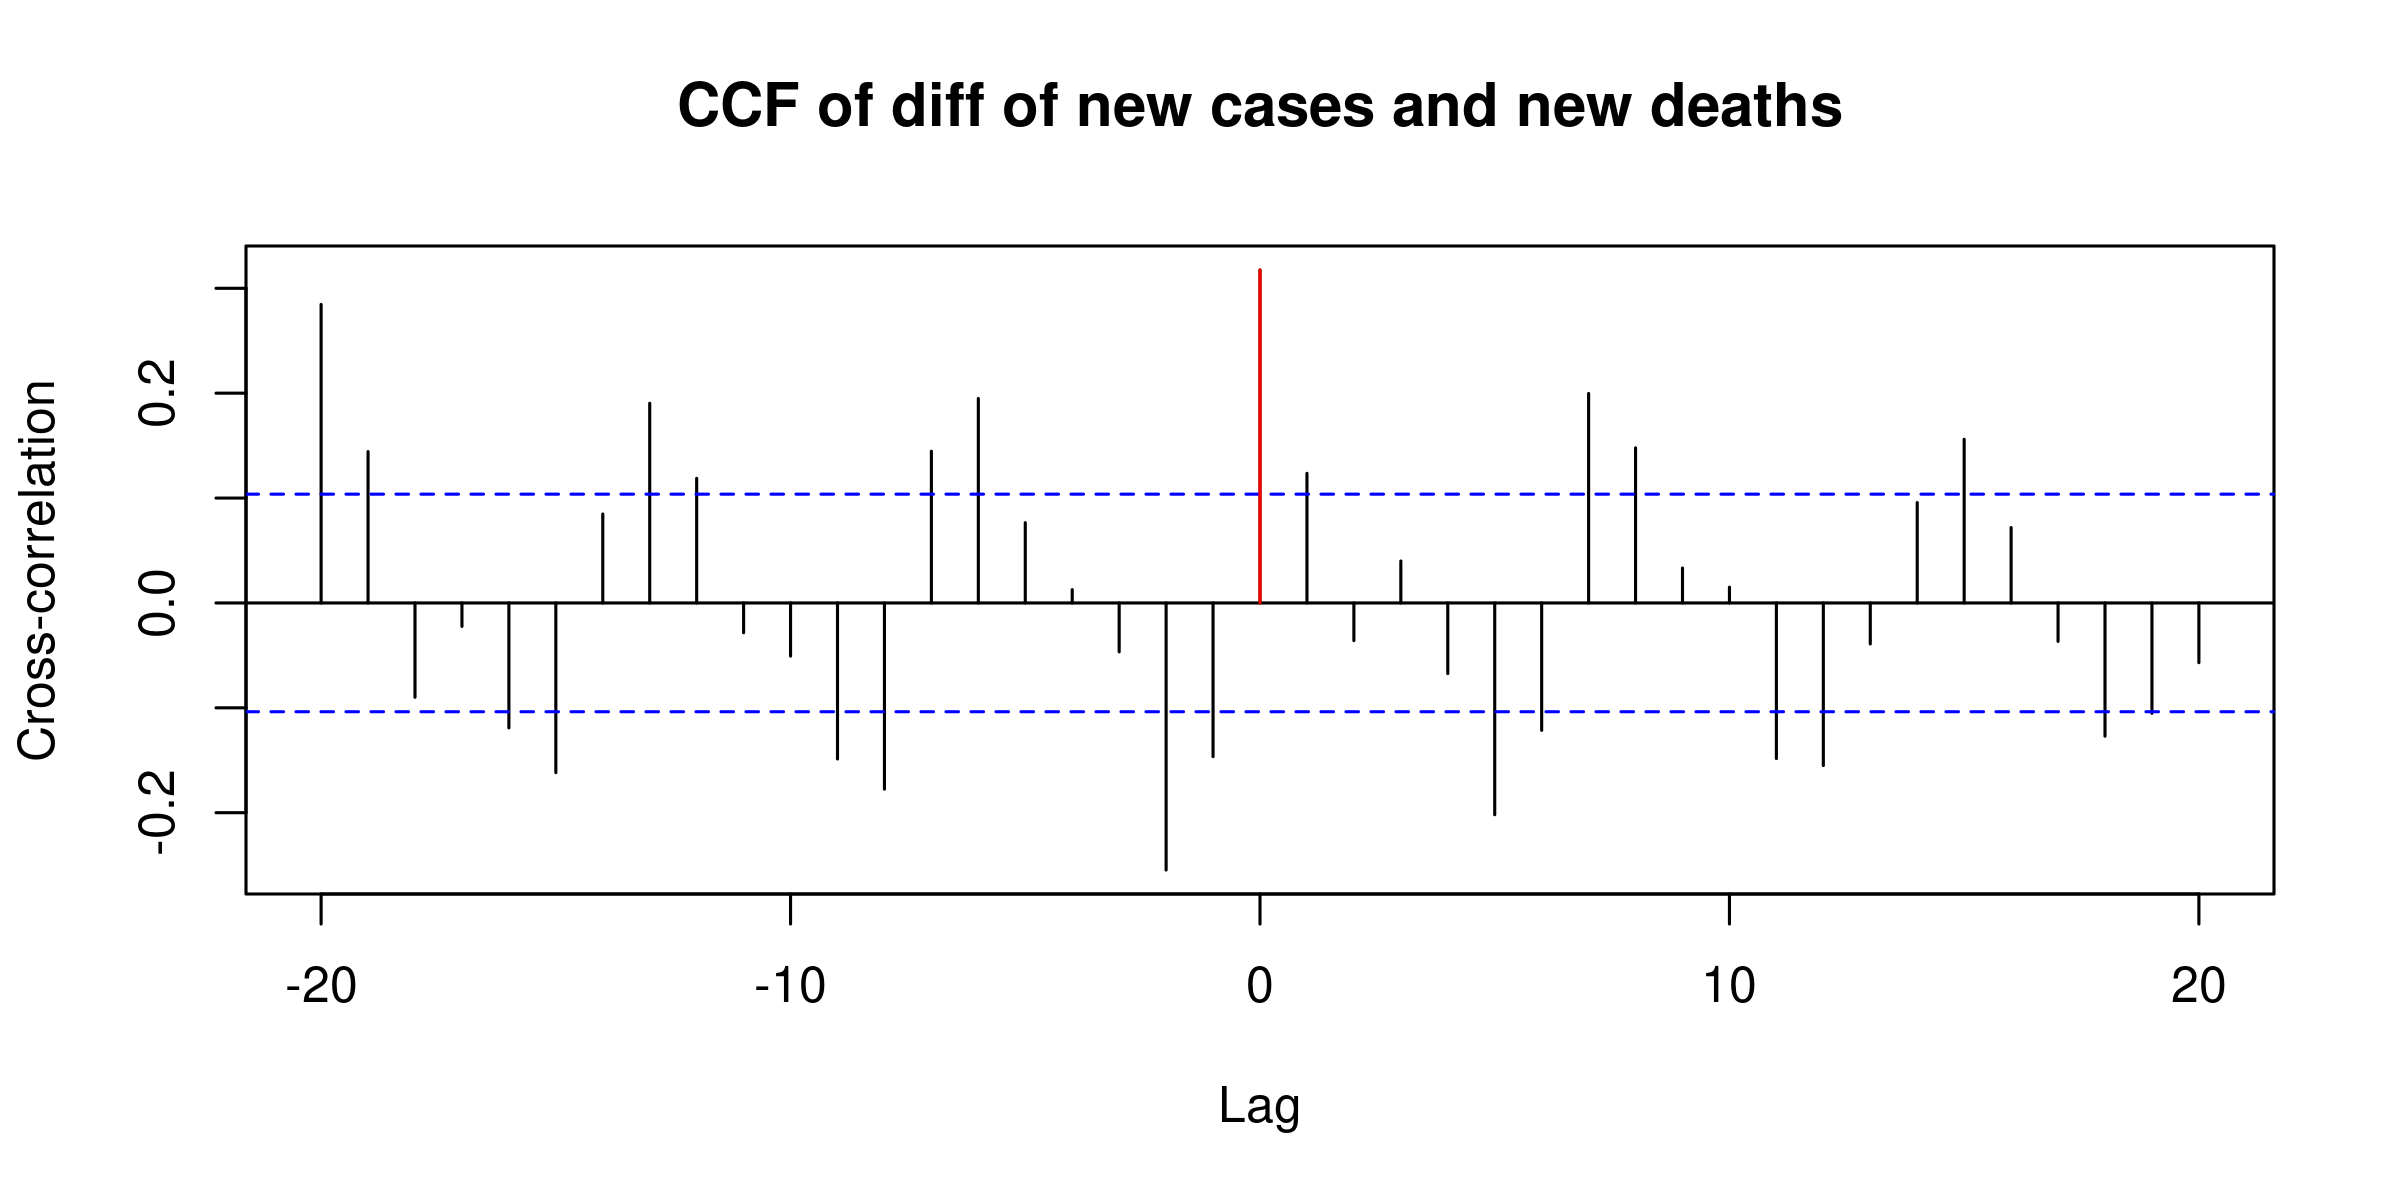 CCF of diff of new cases and new deaths
Cross-correlation
0.2
0.0
-0.2
-20 -10 0 10 20
Lag